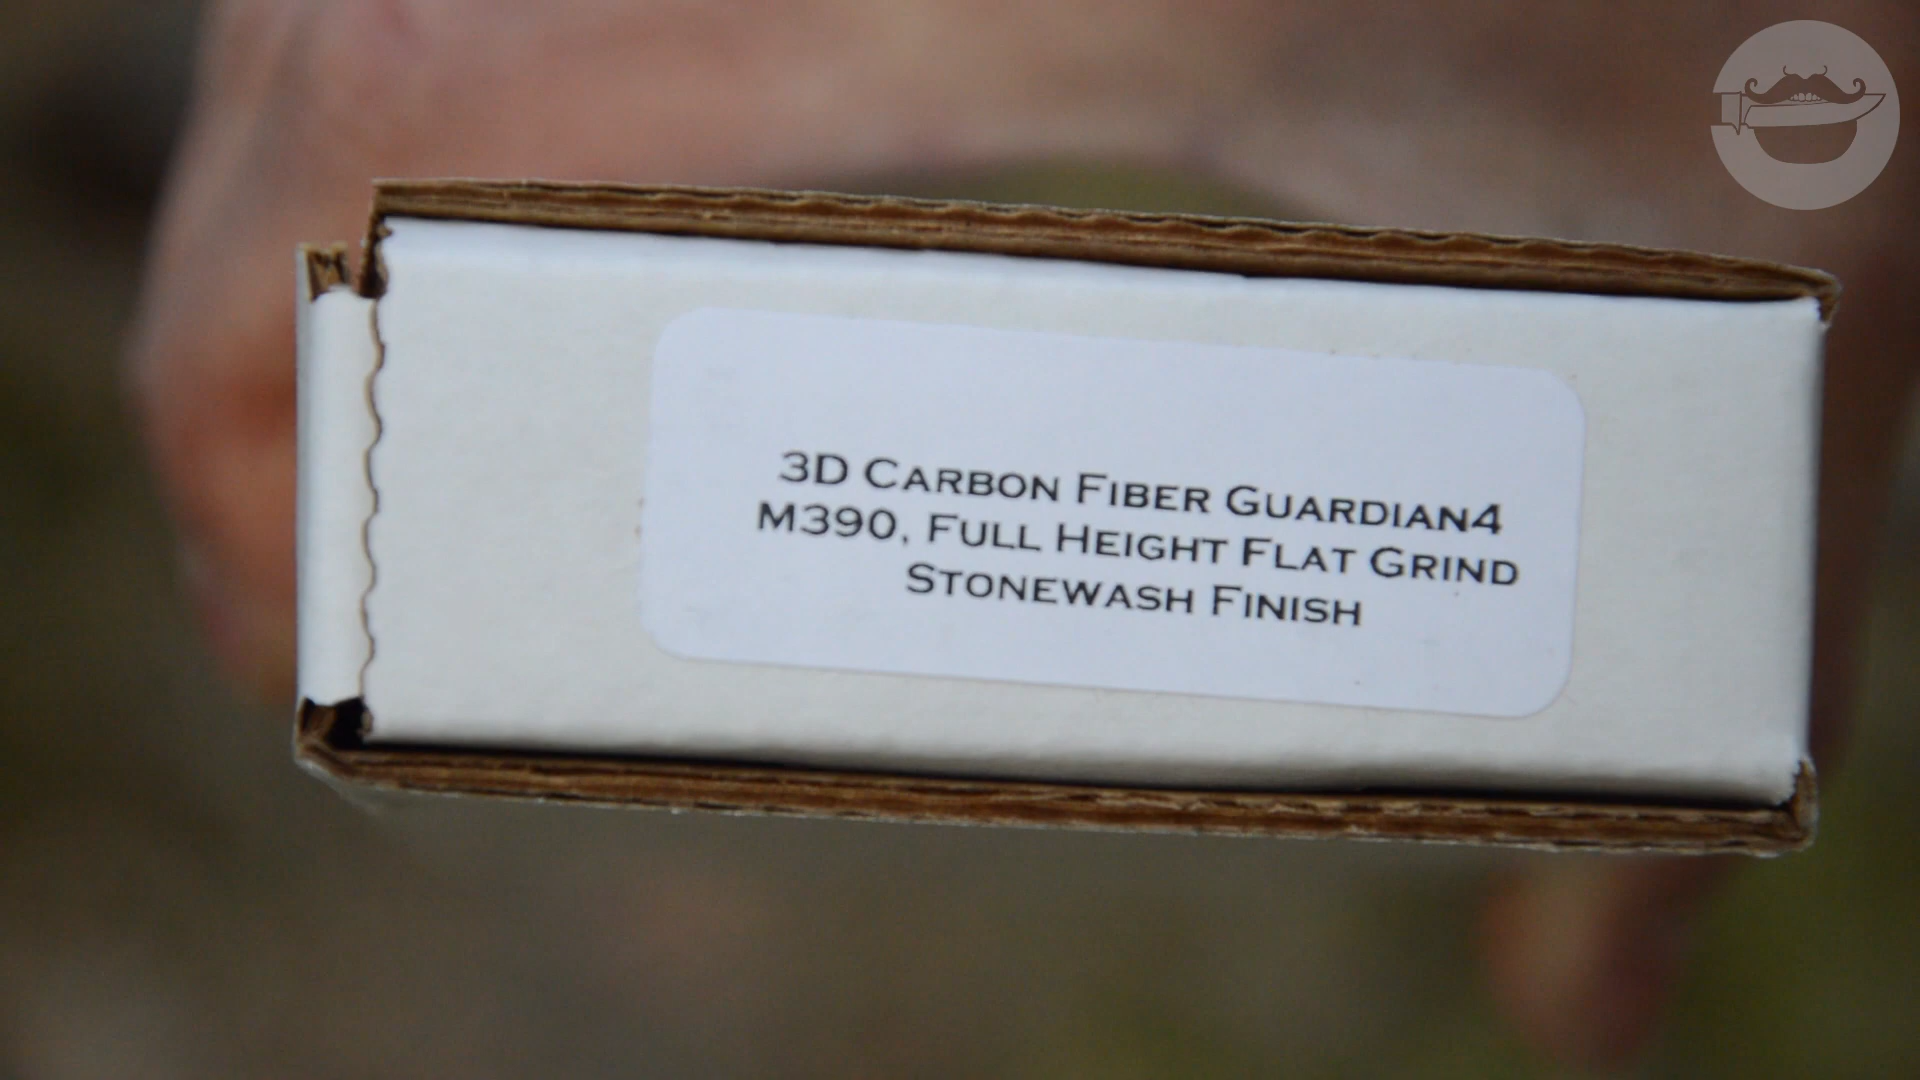 3D Carbon Fiber Guardian4
M390, Full Height Flat Grind
Stonewash Finish